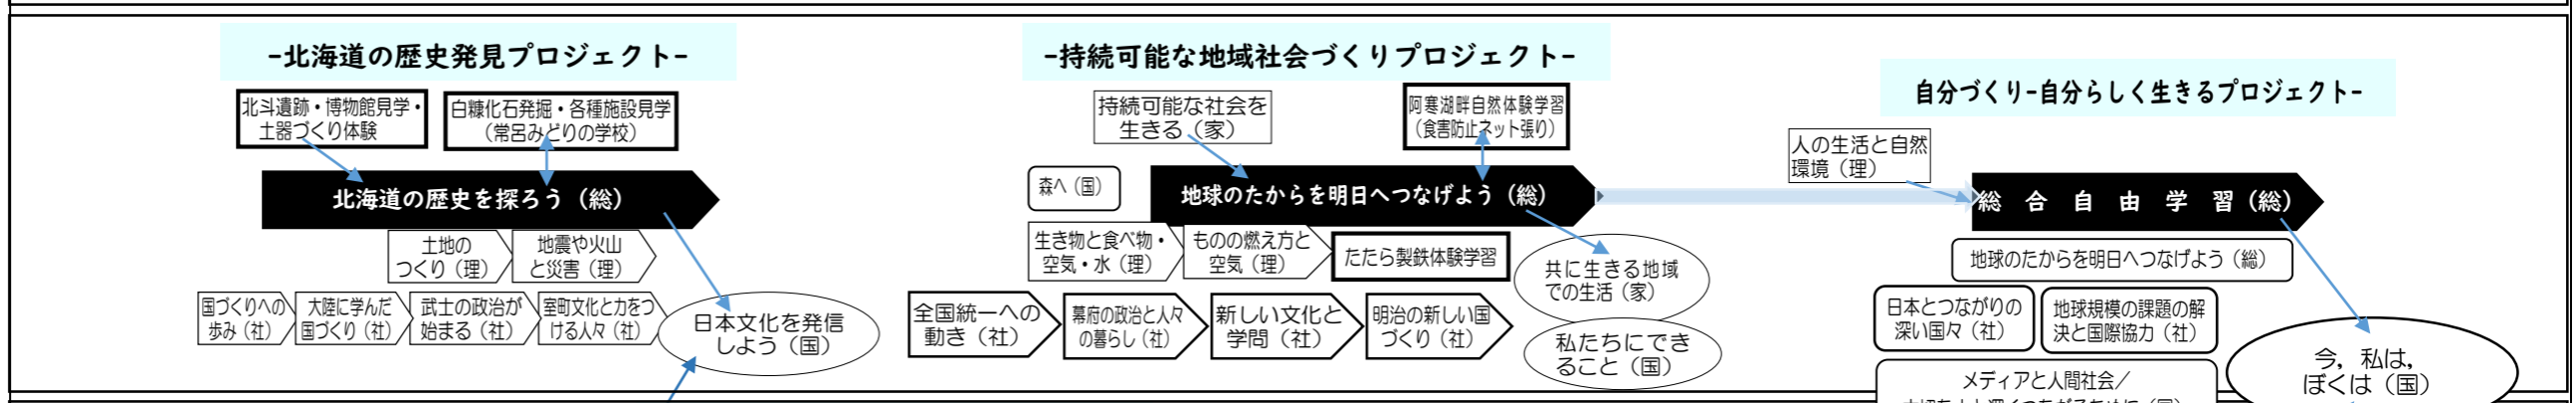 -北海道の歴史発見プロジェクト-
北斗遺跡・博物館見学・
土器づくり体験
白糠化石発掘・各種施設見学
（常呂みどりの学校）
北海道の歴史を探ろう（総）
土地の
つくり（理）
地震や火山
と災害（理）
国づくりへの
歩み（社）
大陸に学んだ
国づくり（社）
武士の政治が
始まる（社）
室町文化と力をつ
ける人々（社）
日本文化を発信
しよう（国）
-持続可能な地域社会づくりプロジェクト-
持続可能な社会を
生きる（家）
阿寒湖畔自然体験学習
（食害防止ネット張り）
森へ（国）
地球のたからを明日へつなげよう（総）
生き物と食べ物・
空気・水（理）
ものの燃え方と
空気（理）
たたら製鉄体験学習
共に生きる地域
での生活（家）
全国統一への
動き（社）
幕府の政治と人々
の暮らし（社）
新しい文化と
学問（社）
明治の新しい国
づくり（社）
私たちにでき
ること（国）
自分づくり-自分らしく生きるプロジェクト-
人の生活と自然
環境（理）
総 合 自 由 学 習（総）
地球のたからを明日へつなげよう（総）
日本とつながりの
深い国々（社）
地球規模の課題の解
決と国際協力（社）
メディアと人間社会／
今，私は，
ぼくは（国）